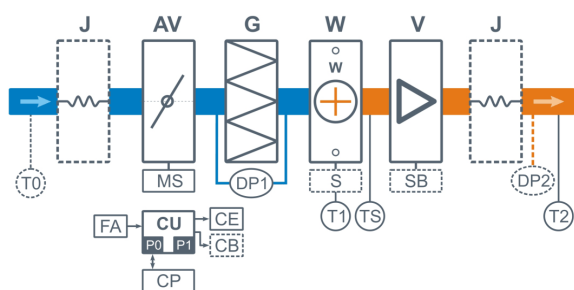 J AV G W V J
W
T0 MS DP1 S SB DP2
T1 TS T2
FA CU CE
P0 P1 CB
CP